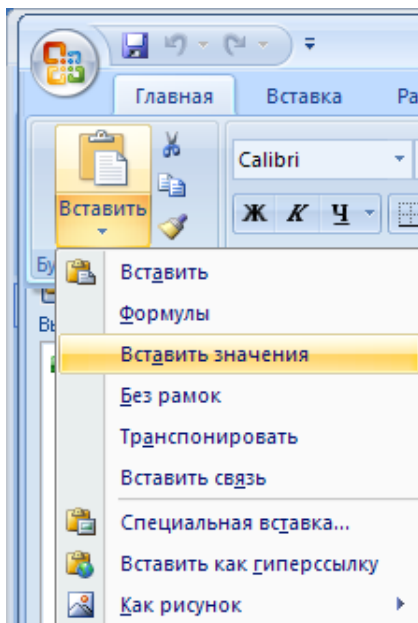 Главная Вставка Ра
Calibri
Вставить
Ж К Ч
Бу
Вставить
Вы
Формулы
Вставить значения
Без рамок
Транспонировать
Вставить связь
Специальная вставка...
Вставить как гиперссылку
Как рисунок